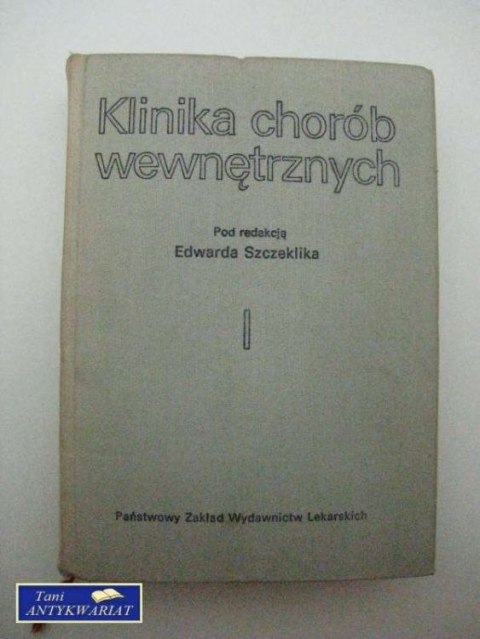 Klinika chorób
wewnętrznych
Pod redakcją
Edwarda Szczeklika
I
Państwowy Zakład Wydawnictw Lekarskich
Tani
ANTYKWARIAT